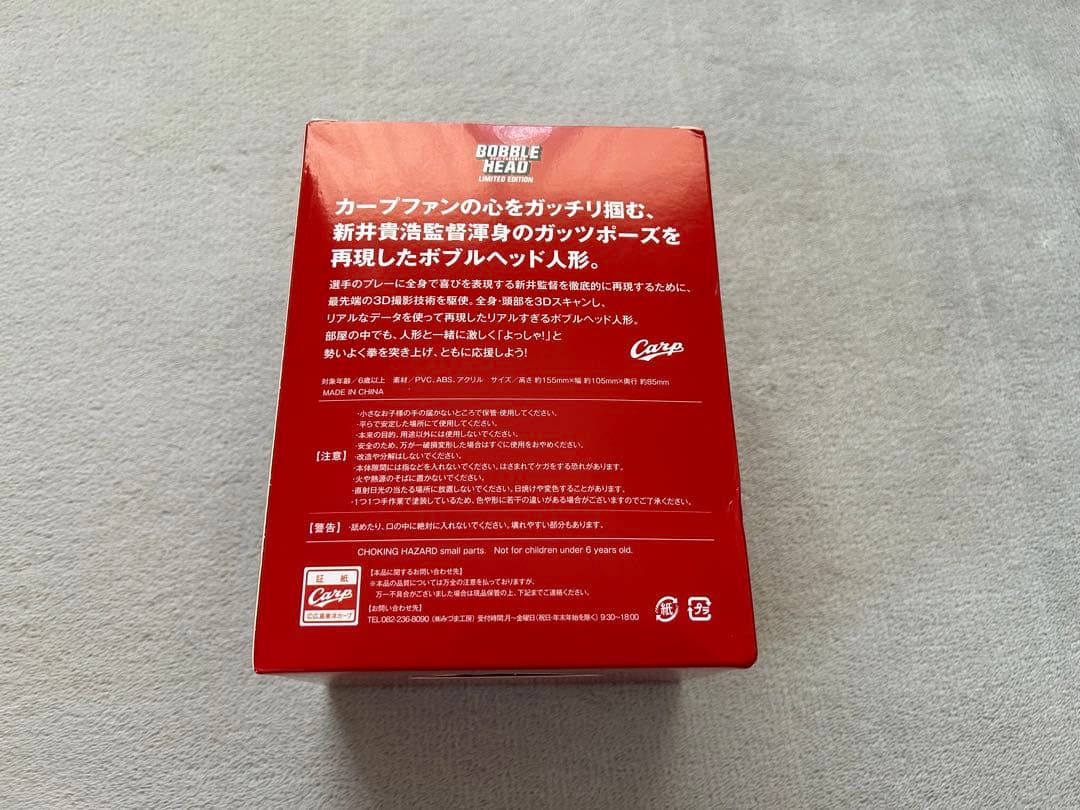 BOBBLE
HEAD
LIMITED EDITION
カープファンの心をガッチリ掴む、
新井貴浩監督渾身のガッツポーズを
再現したボブルヘッド人形。
選手のプレーに全身で喜びを表現する新井監督を徹底的に再現するために、
最先端の3D撮影技術を駆使。全身・頭部を3Dスキャンし、
リアルなデータを使って再現したリアルすぎるボブルヘッド人形。
部屋の中でも、人形と一緒に激しく「よっしゃ!」と
勢いよく拳を突き上げ、ともに応援しよう!
Carp
対象年齢/6歳以上 素材/PVC、ABS、アクリル サイズ/高さ 約155mm×幅 約105mm×奥行 約85mm
MADE IN CHINA
【注意】
・小さなお子様の手の届かないところで保管・使用してください。
・平らで安定した場所にて使用してください。
・本来の目的、用途以外には使用しないでください。
・安全のため、万が一破損変形した場合はすぐに使用をおやめください。
・改造や分解はしないでください。
・本体隙間には指などを入れないでください。はさまれてケガをする恐れがあります。
・火や熱源のそばに置かないでください。
・直射日光の当たる場所に放置しないでください。日焼けや変色することがあります。
・1つ1つ手作業で塗装しているため、色や形に若干の違いがある場合がございますのでご了承ください。
【警告】 ・舐めたり、口の中に絶対に入れないでください。壊れやすい部分もあります。
CHOKING HAZARD small parts. Not for children under 6 years old.
証 紙
Carp
©広島東洋カープ
【本品に関するお問い合わせ先】
※本品の品質については万全の注意を払っておりますが、
万一不具合がございました場合は現品保管の上、下記までご連絡ください。
【お問い合わせ先】
TEL082-236-8090 (㈱みづま工房) 受付時間:月〜金曜日(祝日・年末年始を除く) 9:30〜18:00
紙
プラ